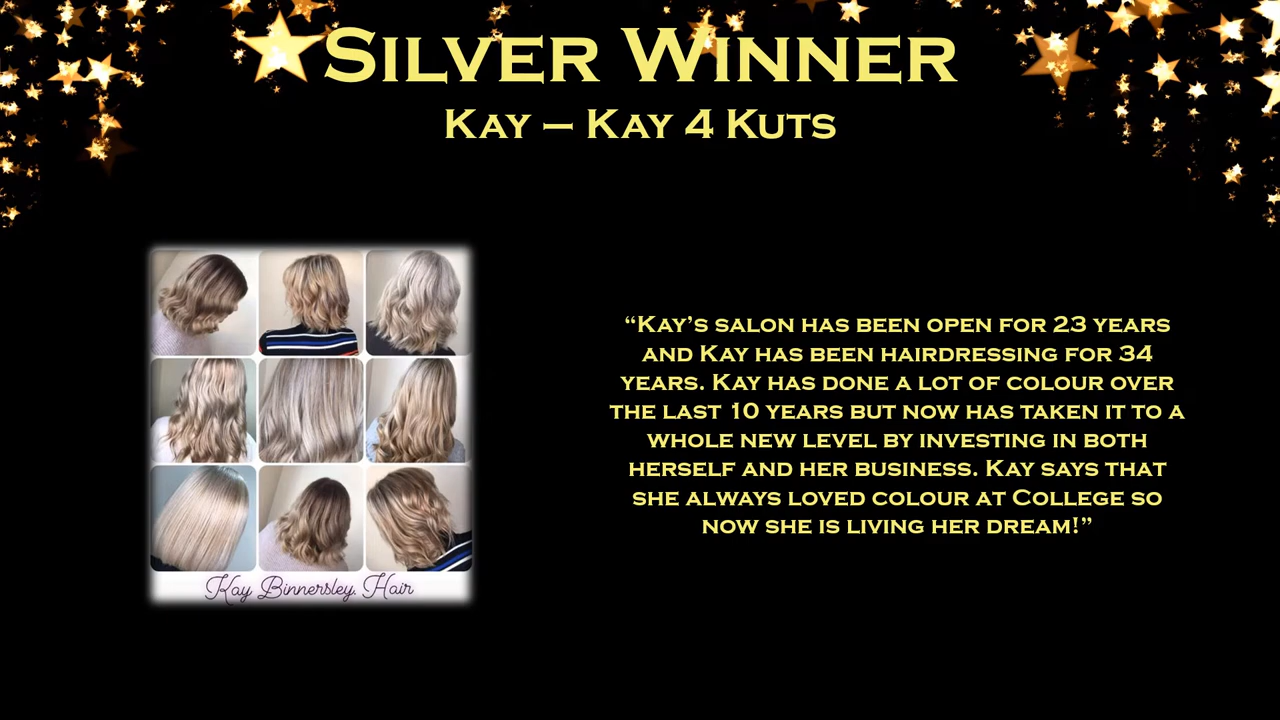 Silver Winner
Kay – Kay 4 Kuts
“Kay’s salon has been open for 23 years
and Kay has been hairdressing for 34
years. Kay has done a lot of colour over
the last 10 years but now has taken it to a
whole new level by investing in both
herself and her business. Kay says that
she always loved colour at College so
now she is living her dream!”
Kay Binnersley. Hair